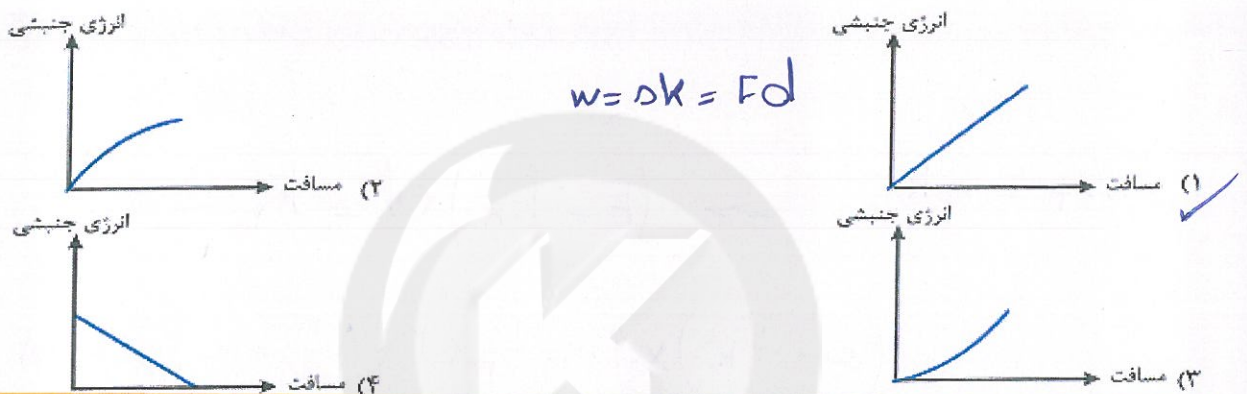 انرژی جنبشی
مسافت (۱
w = Δk = Fd
انرژی جنبشی
مسافت (۲
انرژی جنبشی
مسافت (۳
انرژی جنبشی
مسافت (۴